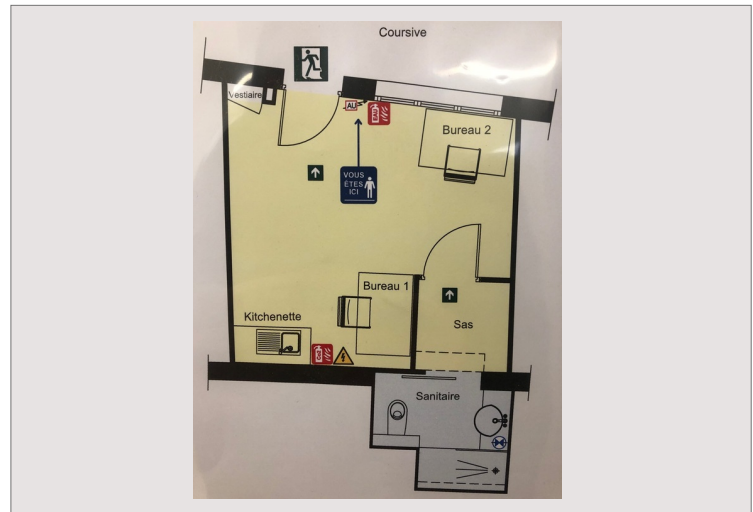 Coursive
Vestiaire
AU
Bureau 2
VOUS
ÊTES
ICI
Bureau 1
Kitchenette
Sas
Sanitaire